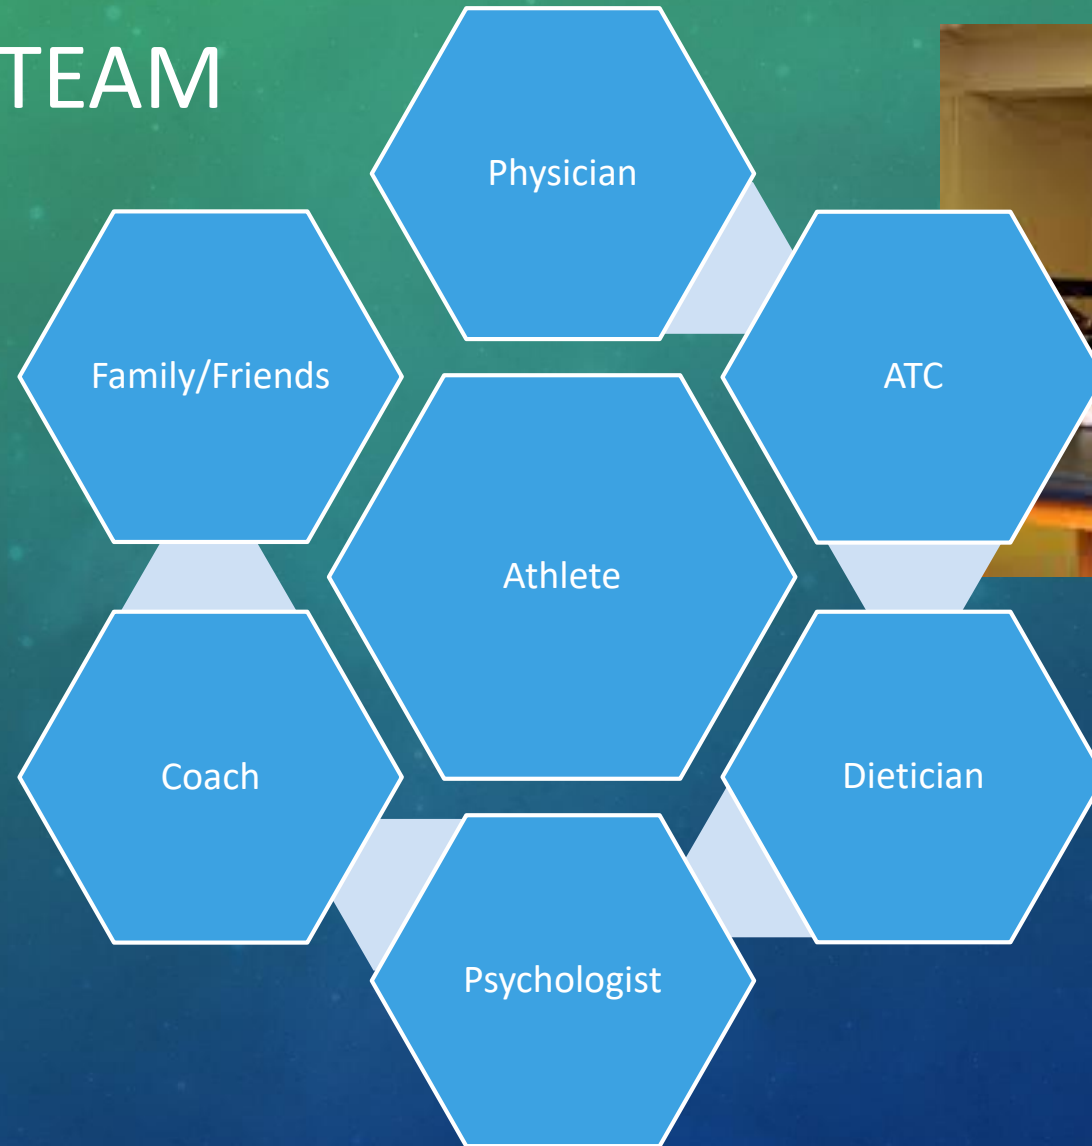 TEAM
Physician
Family/Friends
ATC
Athlete
Coach
Dietician
Psychologist